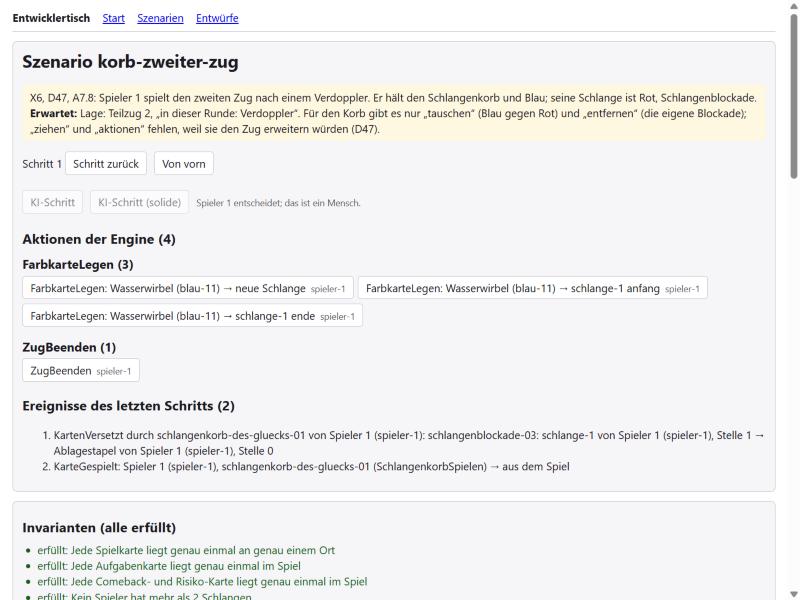 Entwicklertisch Start Szenarien Entwürfe
Szenario korb-zweiter-zug
X6, D47, A7.8: Spieler 1 spielt den zweiten Zug nach einem Verdoppler. Er hält den Schlangenkorb und Blau; seine Schlange ist Rot, Schlangenblockade.
Erwartet: Lage: Teilzug 2, „in dieser Runde: Verdoppler“. Für den Korb gibt es nur „tauschen“ (Blau gegen Rot) und „entfernen“ (die eigene Blockade);
„ziehen“ und „aktionen“ fehlen, weil sie den Zug erweitern würden (D47).
Schritt 1 Schritt zurück Von vorn
KI-Schritt KI-Schritt (solide) Spieler 1 entscheidet; das ist ein Mensch.
Aktionen der Engine (4)
FarbkarteLegen (3)
FarbkarteLegen: Wasserwirbel (blau-11) → neue Schlange spieler-1 FarbkarteLegen: Wasserwirbel (blau-11) → schlange-1 anfang spieler-1
FarbkarteLegen: Wasserwirbel (blau-11) → schlange-1 ende spieler-1
ZugBeenden (1)
ZugBeenden spieler-1
Ereignisse des letzten Schritts (2)
1. KartenVersetzt durch schlangenkorb-des-gluecks-01 von Spieler 1 (spieler-1): schlangenblockade-03: schlange-1 von Spieler 1 (spieler-1), Stelle 1 →
Ablagestapel von Spieler 1 (spieler-1), Stelle 0
2. KarteGespielt: Spieler 1 (spieler-1), schlangenkorb-des-gluecks-01 (SchlangenkorbSpielen) → aus dem Spiel
Invarianten (alle erfüllt)
• erfüllt: Jede Spielkarte liegt genau einmal an genau einem Ort
• erfüllt: Jede Aufgabenkarte liegt genau einmal im Spiel
• erfüllt: Jede Comeback- und Risiko-Karte liegt genau einmal im Spiel
• erfüllt: Kein Spieler hat mehr als 2 Schlangen